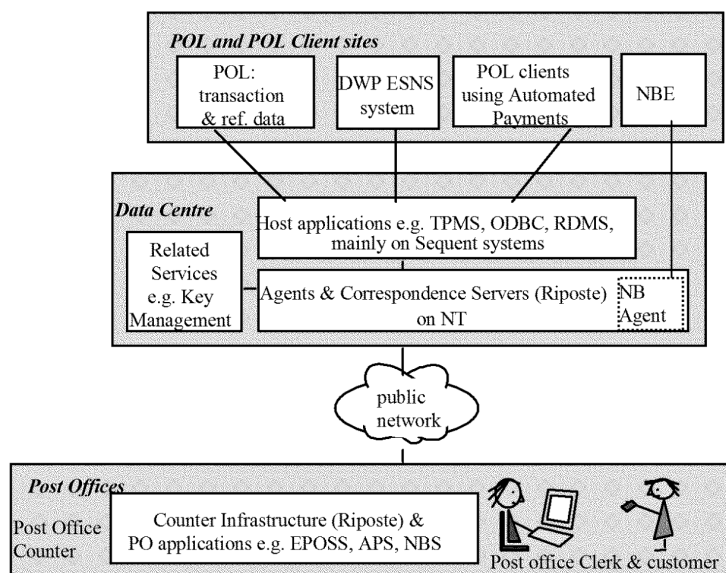 POL and POL Client sites
POL:
transaction
& ref. data
DWP ESNS
system
POL clients
using Automated
Payments
NBE
Data Centre
Host applications e.g. TPMS, ODBC, RDMS,
mainly on Sequent systems
Related
Services
e.g. Key
Management
Agents & Correspondence Servers (Riposte)
on NT
NB
Agent
public
network
Post Offices
Post Office
Counter
Counter Infrastructure (Riposte) &
PO applications e.g. EPOSS, APS, NBS
Post office Clerk & customer